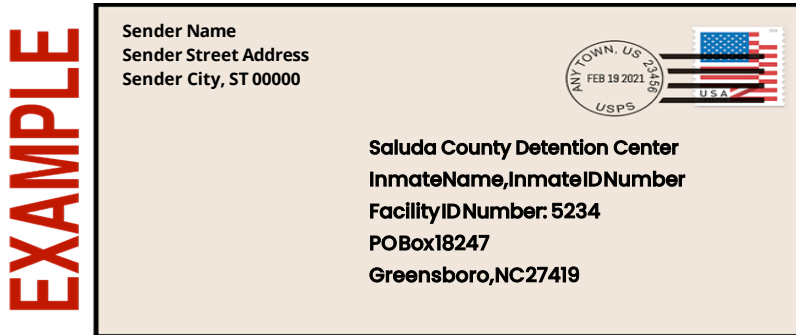 EXAMPLE
Sender Name
Sender Street Address
Sender City, ST 00000
ANY TOWN, US 23456
FEB 19 2021
USPS
USA
Saluda County Detention Center
InmateName,InmateIDNumber
FacilityIDNumber: 5234
POBox18247
Greensboro,NC27419